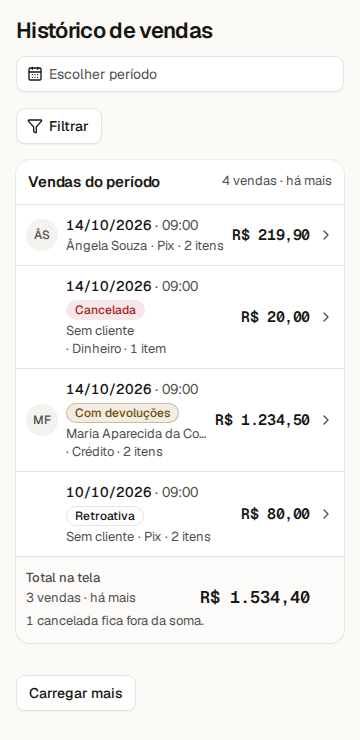 Histórico de vendas
Escolher período
Filtrar
Vendas do período
4 vendas · há mais
ÂS
14/10/2026 · 09:00
Ângela Souza · Pix · 2 itens
R$ 219,90
14/10/2026 · 09:00
Cancelada
Sem cliente
· Dinheiro · 1 item
R$ 20,00
MF
14/10/2026 · 09:00
Com devoluções
Maria Aparecida da Co…
· Crédito · 2 itens
R$ 1.234,50
10/10/2026 · 09:00
Retroativa
Sem cliente · Pix · 2 itens
R$ 80,00
Total na tela
3 vendas · há mais
1 cancelada fica fora da soma.
R$ 1.534,40
Carregar mais